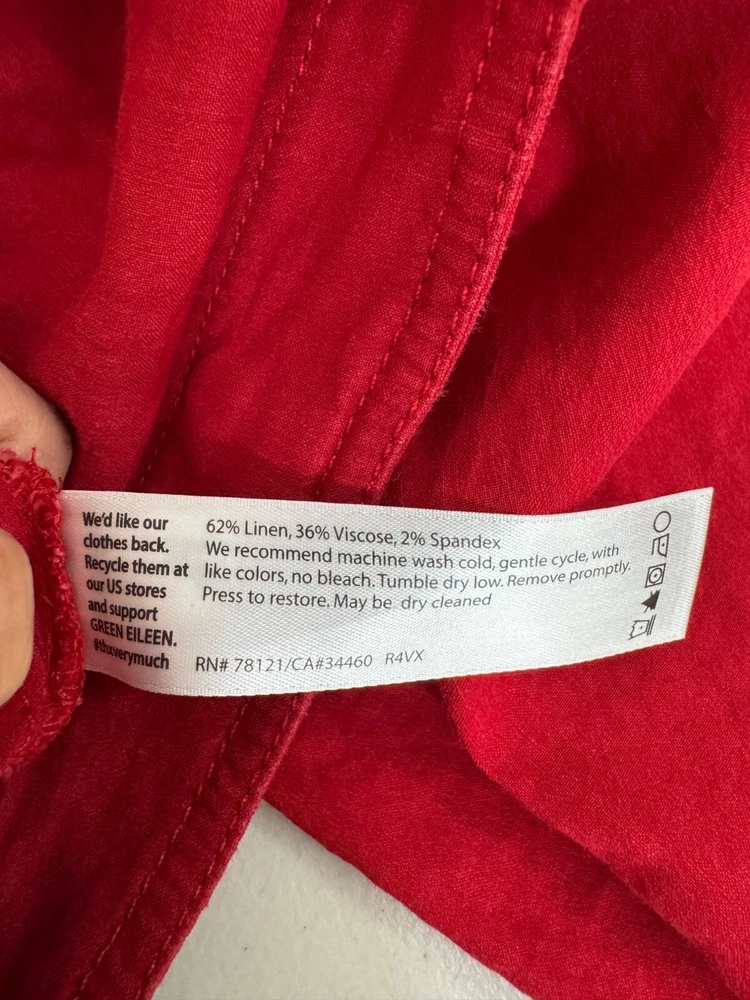 We'd like our
clothes back.
Recycle them at
our US stores
and support
GREEN EILEEN.
#thxverymuch
62% Linen, 36% Viscose, 2% Spandex
We recommend machine wash cold, gentle cycle, with
like colors, no bleach. Tumble dry low. Remove promptly.
Press to restore. May be dry cleaned
RN# 78121/CA#34460 R4VX